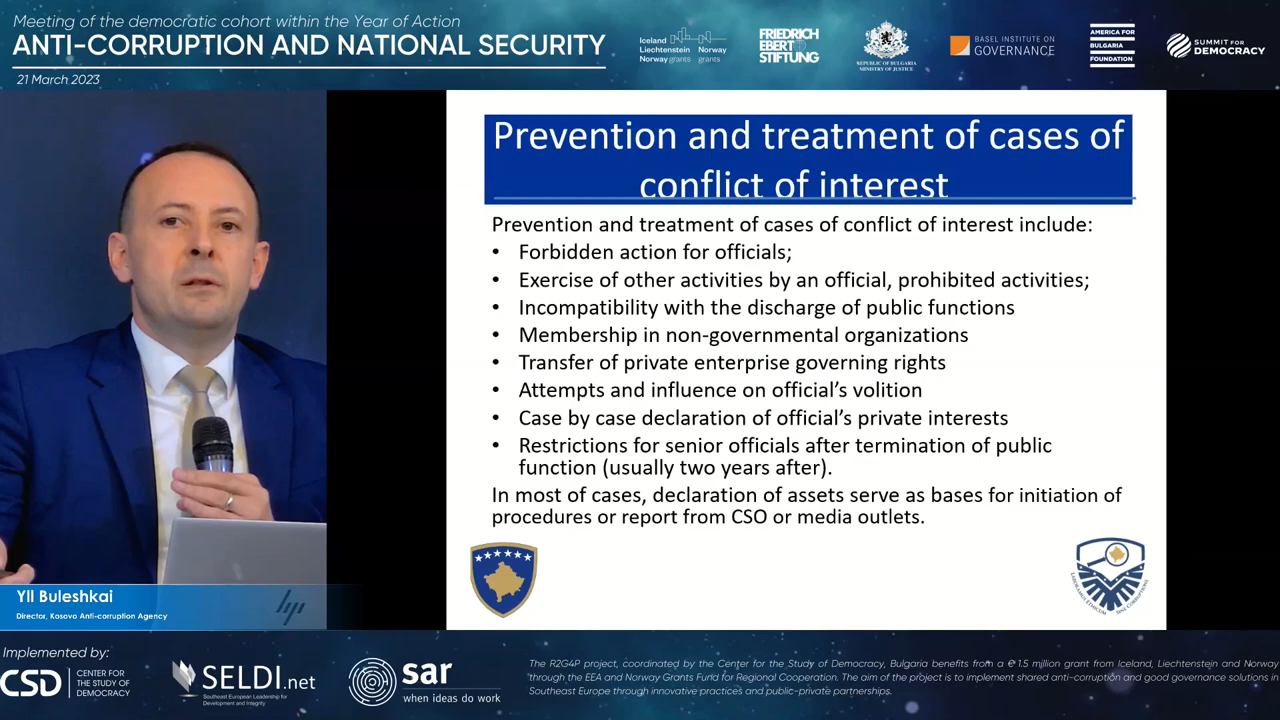 Meeting of the democratic cohort within the Year of Action
ANTI-CORRUPTION AND NATIONAL SECURITY
21 March 2023
Iceland
Liechtenstein Norway
Norway grants grants
FRIEDRICH
EBERT
STIFTUNG
REPUBLIC OF BULGARIA
MINISTRY OF JUSTICE
BASEL INSTITUTE ON
GOVERNANCE
AMERICA FOR
BULGARIA
FOUNDATION
SUMMIT FOR
DEMOCRACY
Prevention and treatment of cases of
conflict of interest
Prevention and treatment of cases of conflict of interest include:
• Forbidden action for officials;
• Exercise of other activities by an official, prohibited activities;
• Incompatibility with the discharge of public functions
• Membership in non-governmental organizations
• Transfer of private enterprise governing rights
• Attempts and influence on official's volition
• Case by case declaration of official's private interests
• Restrictions for senior officials after termination of public
function (usually two years after).
In most of cases, declaration of assets serve as bases for initiation of
procedures or report from CSO or media outlets.
Yll Buleshkai
Director, Kosovo Anti-corruption Agency
hp
Implemented by:
CSD
CENTER FOR
THE STUDY OF
DEMOCRACY
SELDI.net
Southeast European Leadership for
Development and Integrity
sar
when ideas do work
The R2G4P project, coordinated by the Center for the Study of Democracy, Bulgaria benefits from a € 1.5 million grant from Iceland, Liechtenstein and Norway
through the EEA and Norway Grants Fund for Regional Cooperation. The aim of the project is to implement shared anti-corruption and good governance solutions in
Southeast Europe through innovative practices and public-private partnerships.